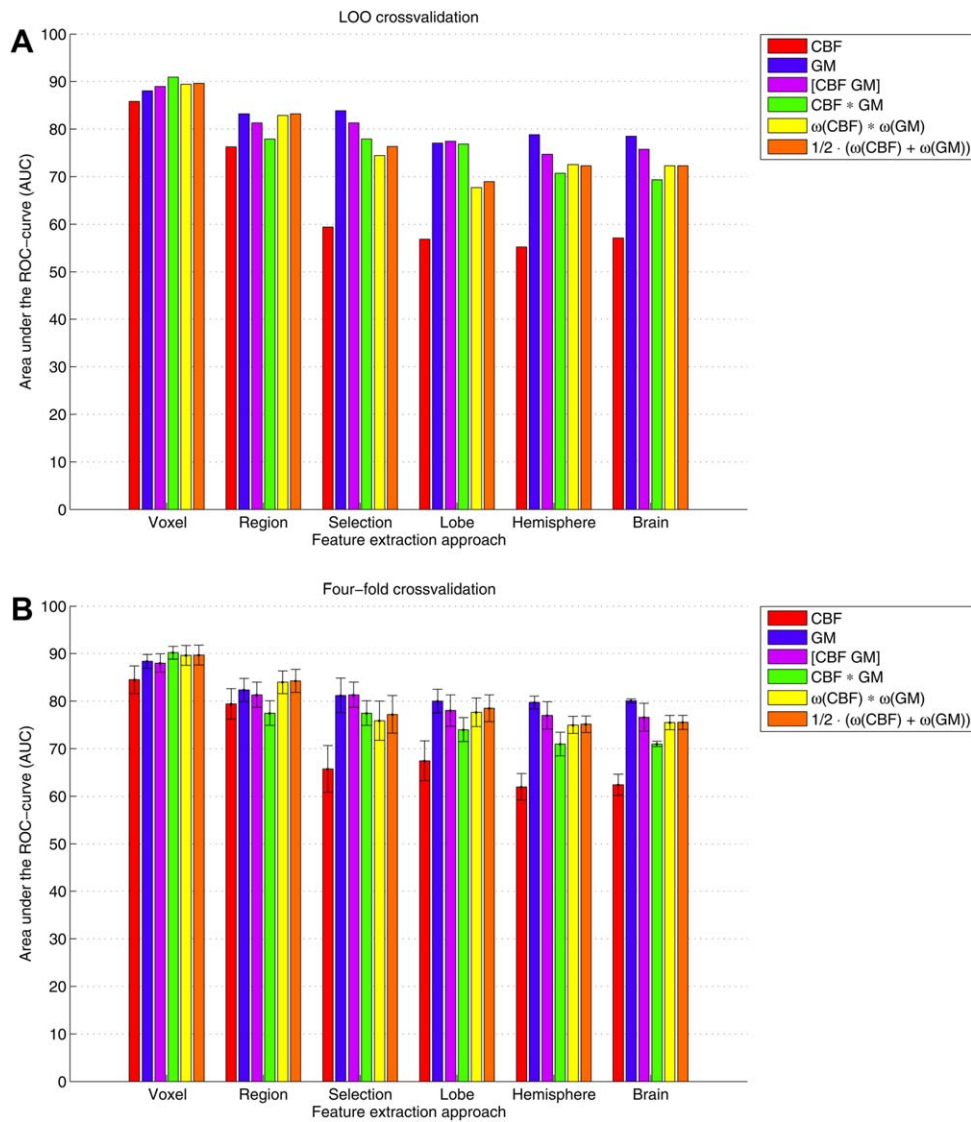 A
LOO crossvalidation
Area under the ROC-curve (AUC)
100
90
80
70
60
50
40
30
20
10
0
Voxel Region Selection Lobe Hemisphere Brain
Feature extraction approach
CBF
GM
[CBF GM]
CBF * GM
ω(CBF) * ω(GM)
1/2 · (ω(CBF) + ω(GM))
B
Four-fold crossvalidation
Area under the ROC-curve (AUC)
100
90
80
70
60
50
40
30
20
10
0
Voxel Region Selection Lobe Hemisphere Brain
Feature extraction approach
CBF
GM
[CBF GM]
CBF * GM
ω(CBF) * ω(GM)
1/2 · (ω(CBF) + ω(GM))